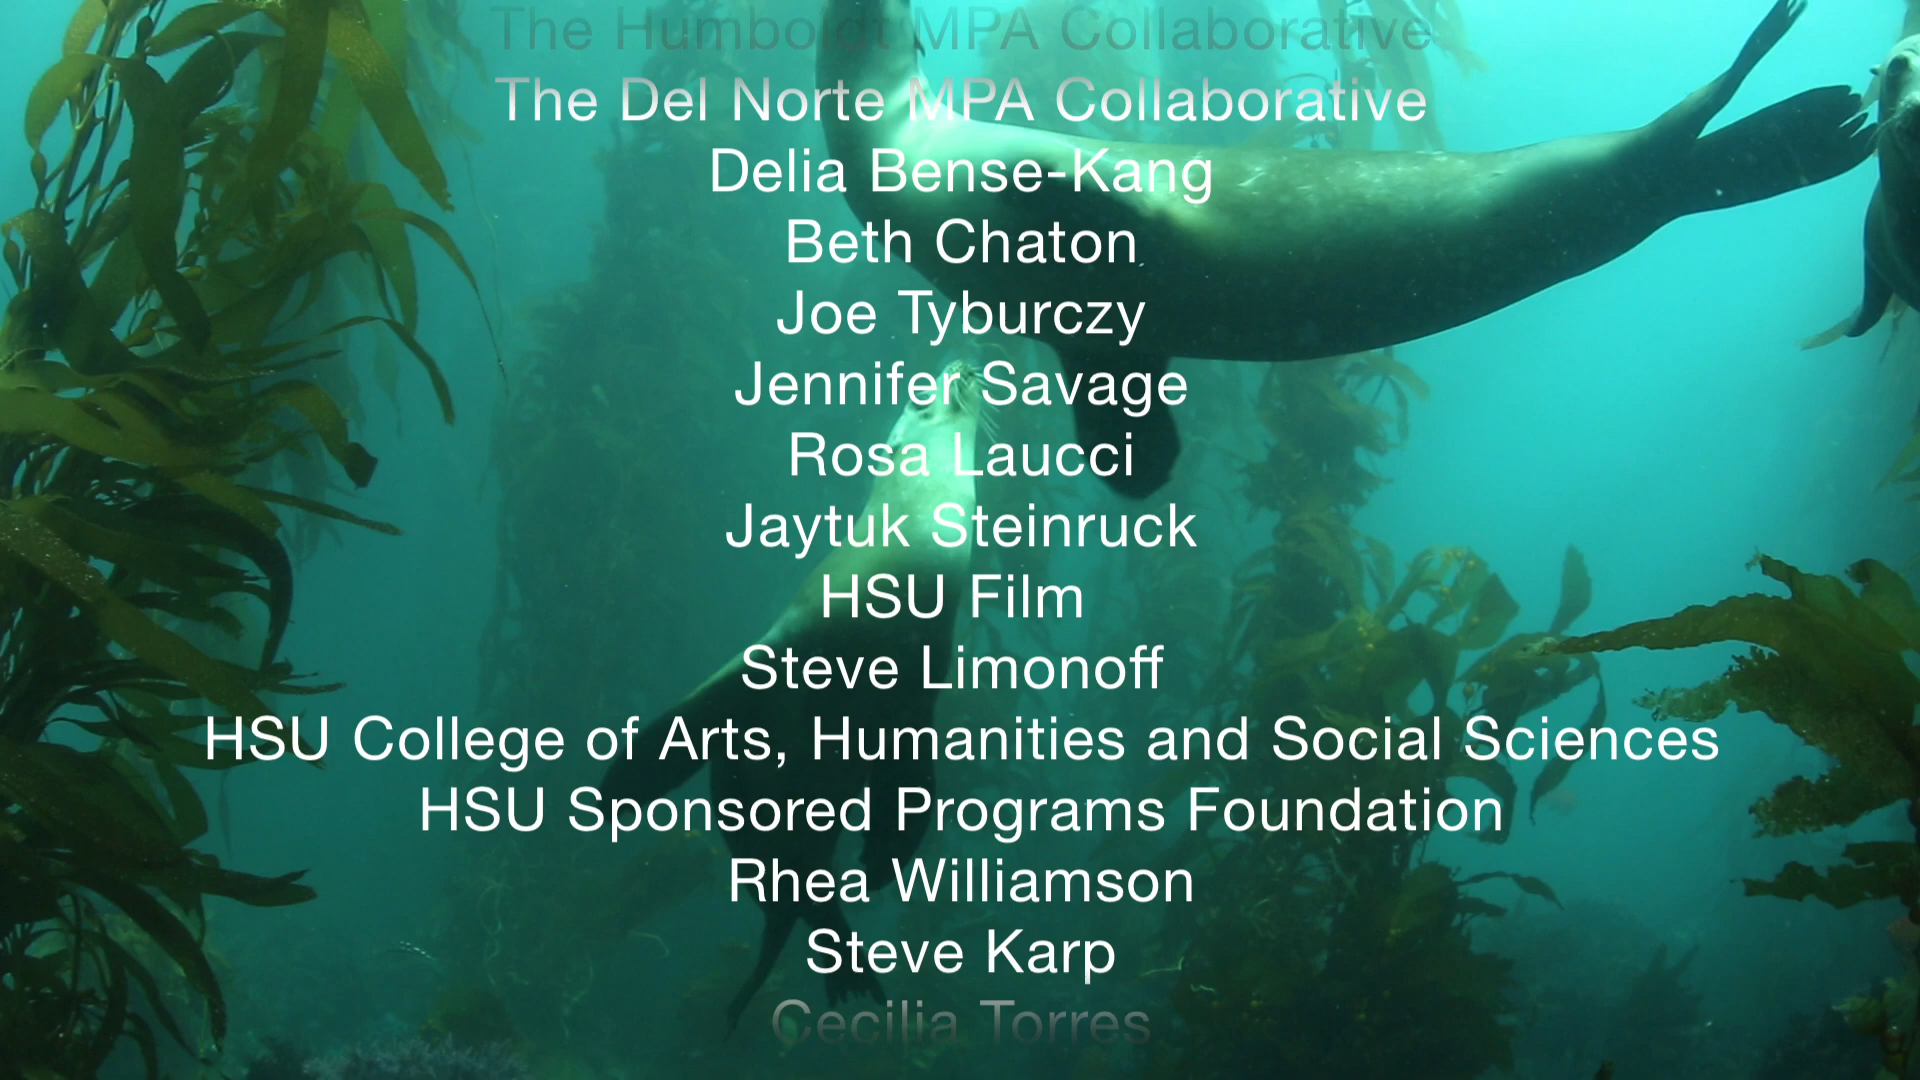 The Humboldt MPA Collaborative
The Del Norte MPA Collaborative
Delia Bense-Kang
Beth Chaton
Joe Tyburczy
Jennifer Savage
Rosa Laucci
Jaytuk Steinruck
HSU Film
Steve Limonoff
HSU College of Arts, Humanities and Social Sciences
HSU Sponsored Programs Foundation
Rhea Williamson
Steve Karp
Cecilia Torres